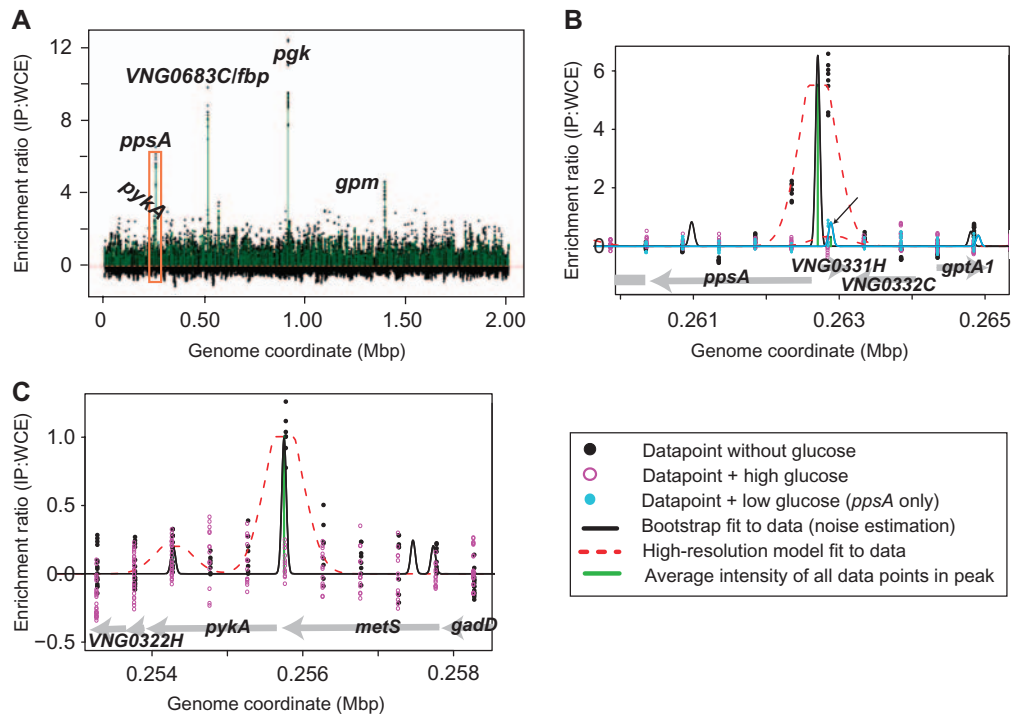 A
Enrichment ratio (IP:WCE)
12
8
4
0
pgk
VNG0683C/fbp
ppsA
pykA
gpm
0
0.50
1.00
1.50
2.00
Genome coordinate (Mbp)
B
Enrichment ratio (IP:WCE)
6
4
2
0
ppsA
VNG0331H
VNG0332C
gptA1
0.261
0.263
0.265
Genome coordinate (Mbp)
C
Enrichment ratio (IP:WCE)
1.0
0.5
0.0
−0.5
VNG0322H
pykA
metS
gadD
0.254
0.256
0.258
Genome coordinate (Mbp)
Datapoint without glucose
Datapoint + high glucose
Datapoint + low glucose (ppsA only)
Bootstrap fit to data (noise estimation)
High-resolution model fit to data
Average intensity of all data points in peak